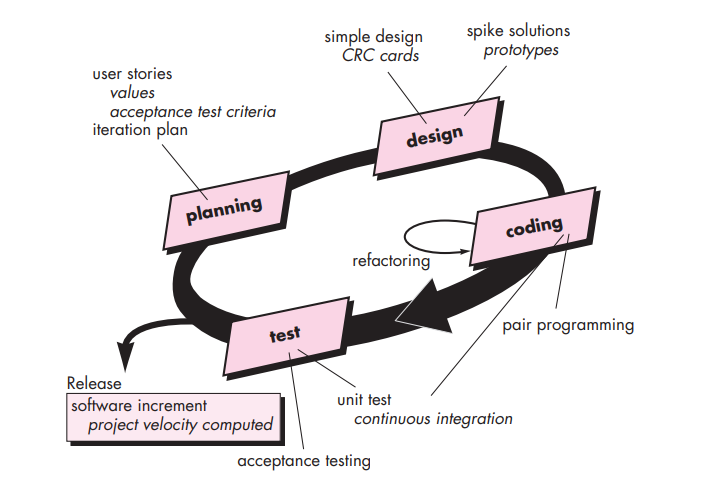 simple design
CRC cards
spike solutions
prototypes
user stories
values
acceptance test criteria
iteration plan
design
planning
coding
refactoring
test
pair programming
Release
software increment
project velocity computed
unit test
continuous integration
acceptance testing